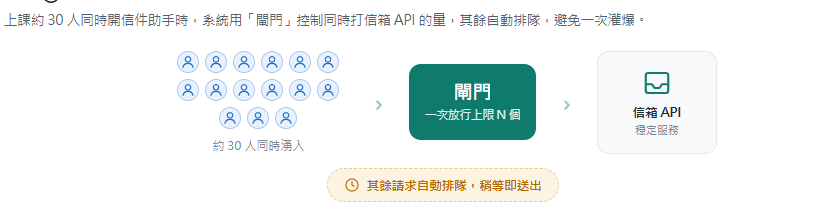 上課約 30 人同時開信件助手時，系統用「閘門」控制同時打信箱 API 的量，其餘自動排隊，避免一次灌爆。
閘門
一次放行上限 N 個
約 30 人同時湧入
信箱 API
穩定服務
其餘請求自動排隊，稍等即送出